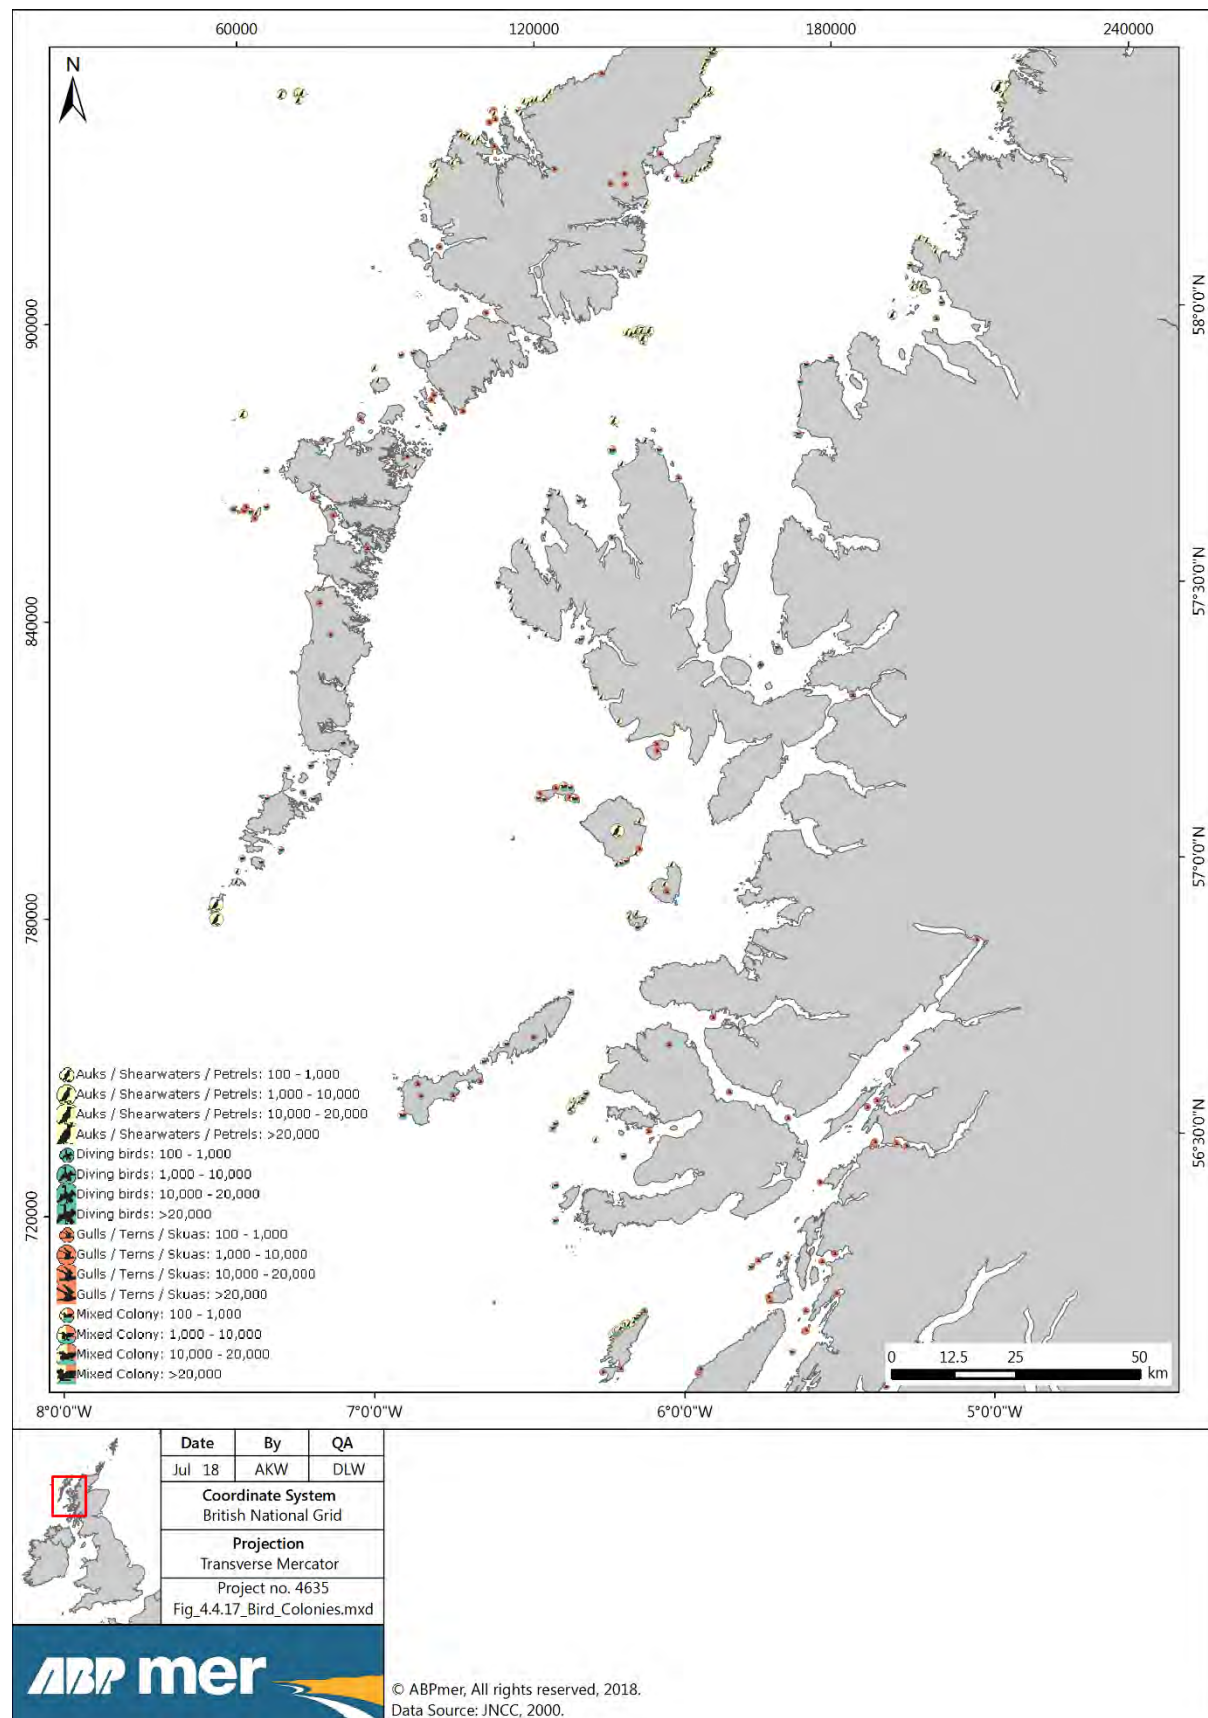 60000 120000 180000 240000
N
900000
840000
780000
720000
58°0'0"N
57°30'0"N
57°0'0"N
56°30'0"N
Auks / Shearwaters / Petrels: 100 - 1,000
Auks / Shearwaters / Petrels: 1,000 - 10,000
Auks / Shearwaters / Petrels: 10,000 - 20,000
Auks / Shearwaters / Petrels: >20,000
Diving birds: 100 - 1,000
Diving birds: 1,000 - 10,000
Diving birds: 10,000 - 20,000
Diving birds: >20,000
Gulls / Terns / Skuas: 100 - 1,000
Gulls / Terns / Skuas: 1,000 - 10,000
Gulls / Terns / Skuas: 10,000 - 20,000
Gulls / Terns / Skuas: >20,000
Mixed Colony: 100 - 1,000
Mixed Colony: 1,000 - 10,000
Mixed Colony: 10,000 - 20,000
Mixed Colony: >20,000
0 12.5 25 50
km
8°0'0"W 7°0'0"W 6°0'0"W 5°0'0"W
Date By QA
Jul 18 AKW DLW
Coordinate System
British National Grid
Projection
Transverse Mercator
Project no. 4635
Fig_4.4.17_Bird_Colonies.mxd
ABP mer
© ABPmer, All rights reserved, 2018.
Data Source: JNCC, 2000.